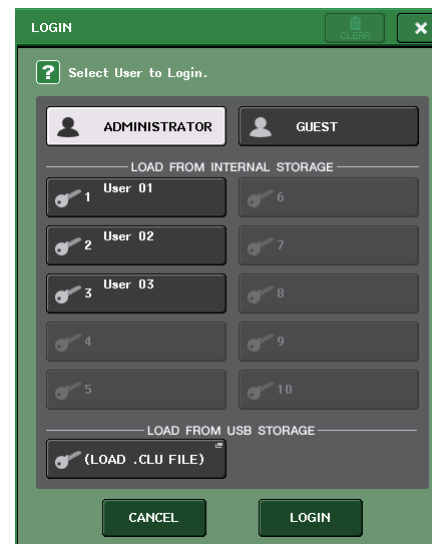 LOGIN
CLEAR
? Select User to Login.
ADMINISTRATOR GUEST
LOAD FROM INTERNAL STORAGE
1 User 01 6
2 User 02 7
3 User 03 8
4 9
5 10
LOAD FROM USB STORAGE
(LOAD .CLU FILE)
CANCEL LOGIN